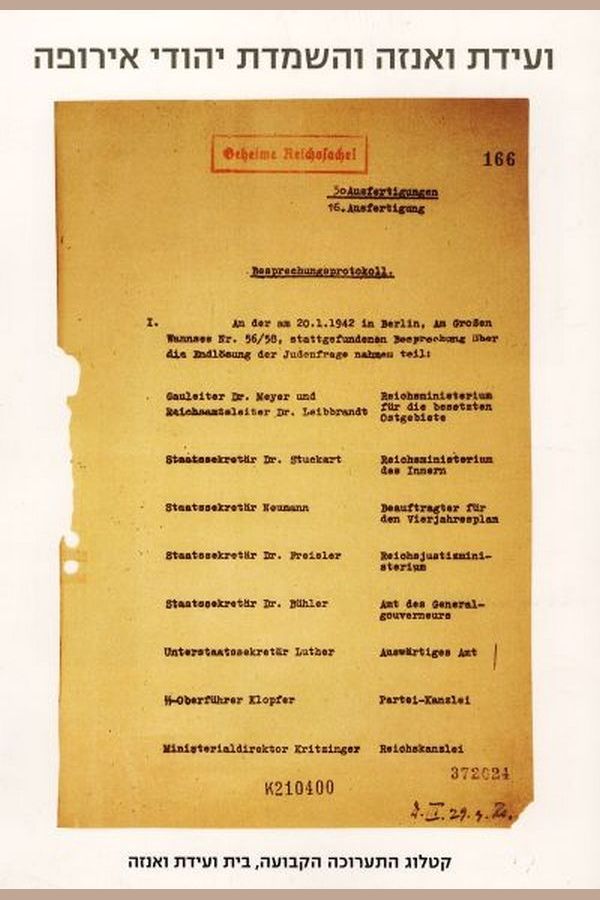 ועידת ואנזה והשמדת יהודי אירופה
Geheime Reichssache!
166
30 Ausfertigungen
16. Ausfertigung
Besprechungsprotokoll.
I. An der am 20.1.1942 in Berlin, Am Großen
Wannsee Nr. 56/58, stattgefundenen Besprechung über
die Endlösung der Judenfrage nahmen teil:
Gauleiter Dr. Meyer und Reichsministerium
Reichsamtsleiter Dr. Leibbrandt für die besetzten
Ostgebiete
Staatssekretär Dr. Stuckart Reichsministerium
des Innern
Staatssekretär Neumann Beauftragter für
den Vierjahresplan
Staatssekretär Dr. Freisler Reichsjustizmini-
sterium
Staatssekretär Dr. Bühler Amt des General-
gouverneurs
Unterstaatssekretär Luther Auswärtiges Amt
SS-Oberführer Klopfer Partei-Kanzlei
Ministerialdirektor Kritzinger Reichskanzlei
372024
K210400
קטלוג התערוכה הקבועה, בית ועידת ואנזה